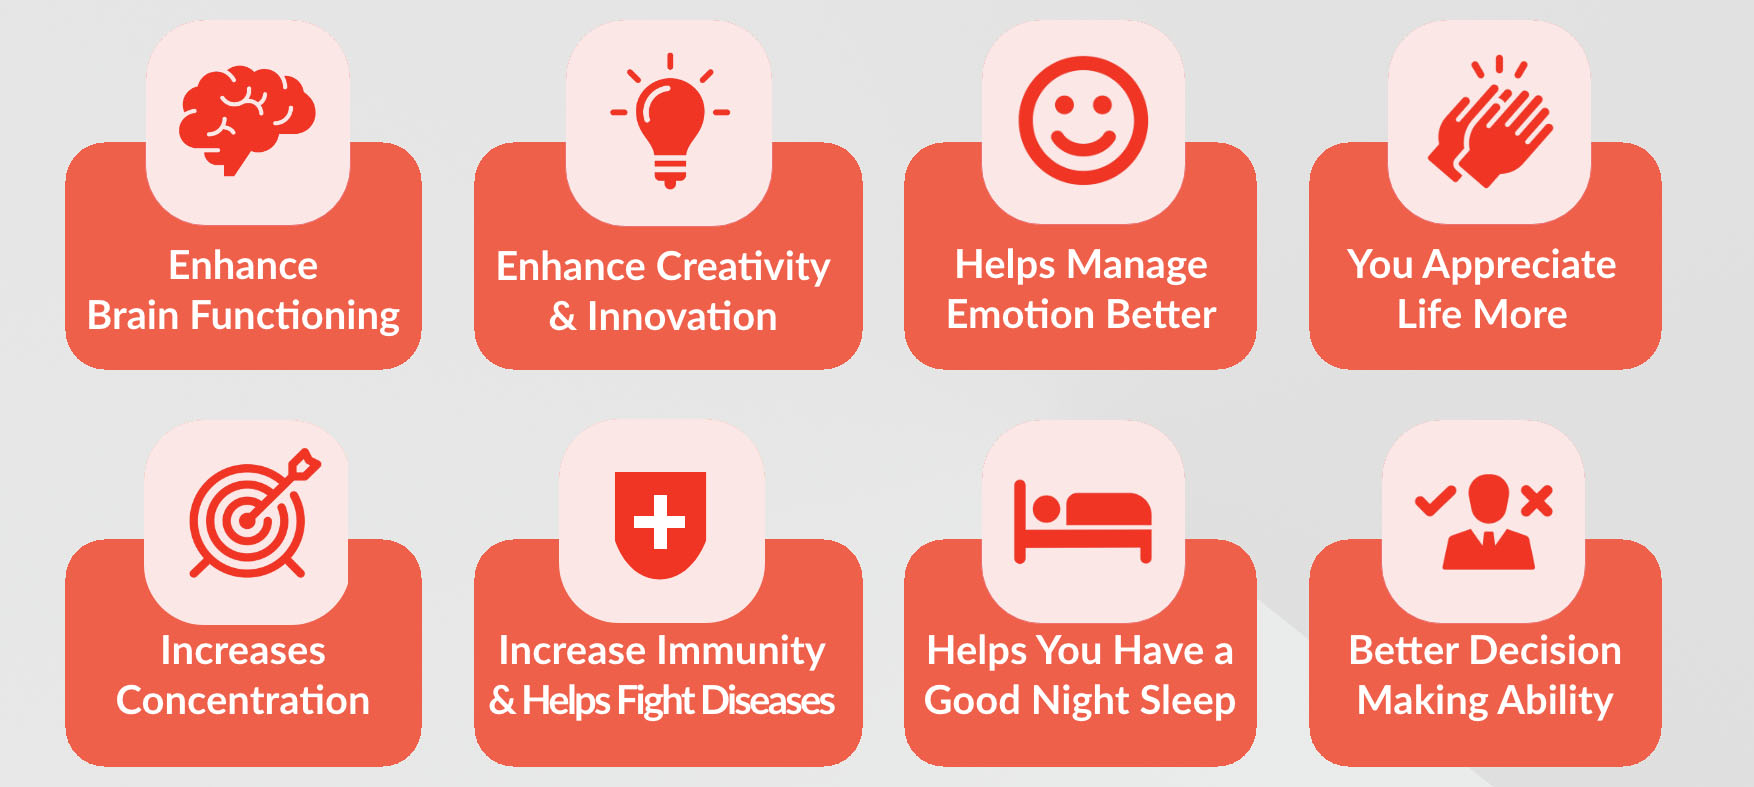 Enhance
Brain Functioning
Enhance Creativity
& Innovation
Helps Manage
Emotion Better
You Appreciate
Life More
Increases
Concentration
Increase Immunity
& Helps Fight Diseases
Helps You Have a
Good Night Sleep
Better Decision
Making Ability